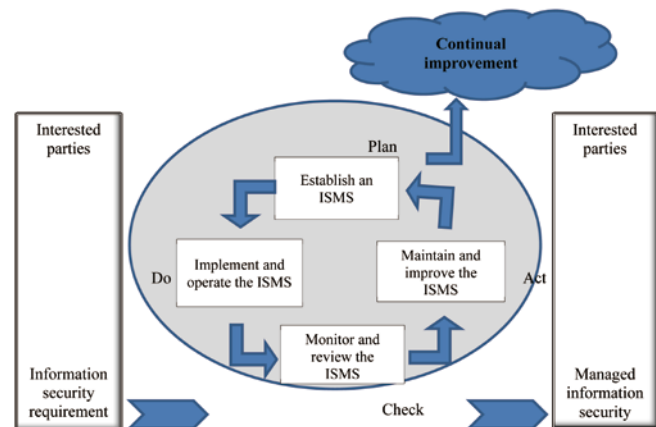 Continual
improvement
Interested
parties
Information
security
requirement
Plan
Establish an
ISMS
Do
Implement and
operate the ISMS
Maintain and
improve the
ISMS
Act
Monitor and
review the
ISMS
Check
Interested
parties
Managed
information
security